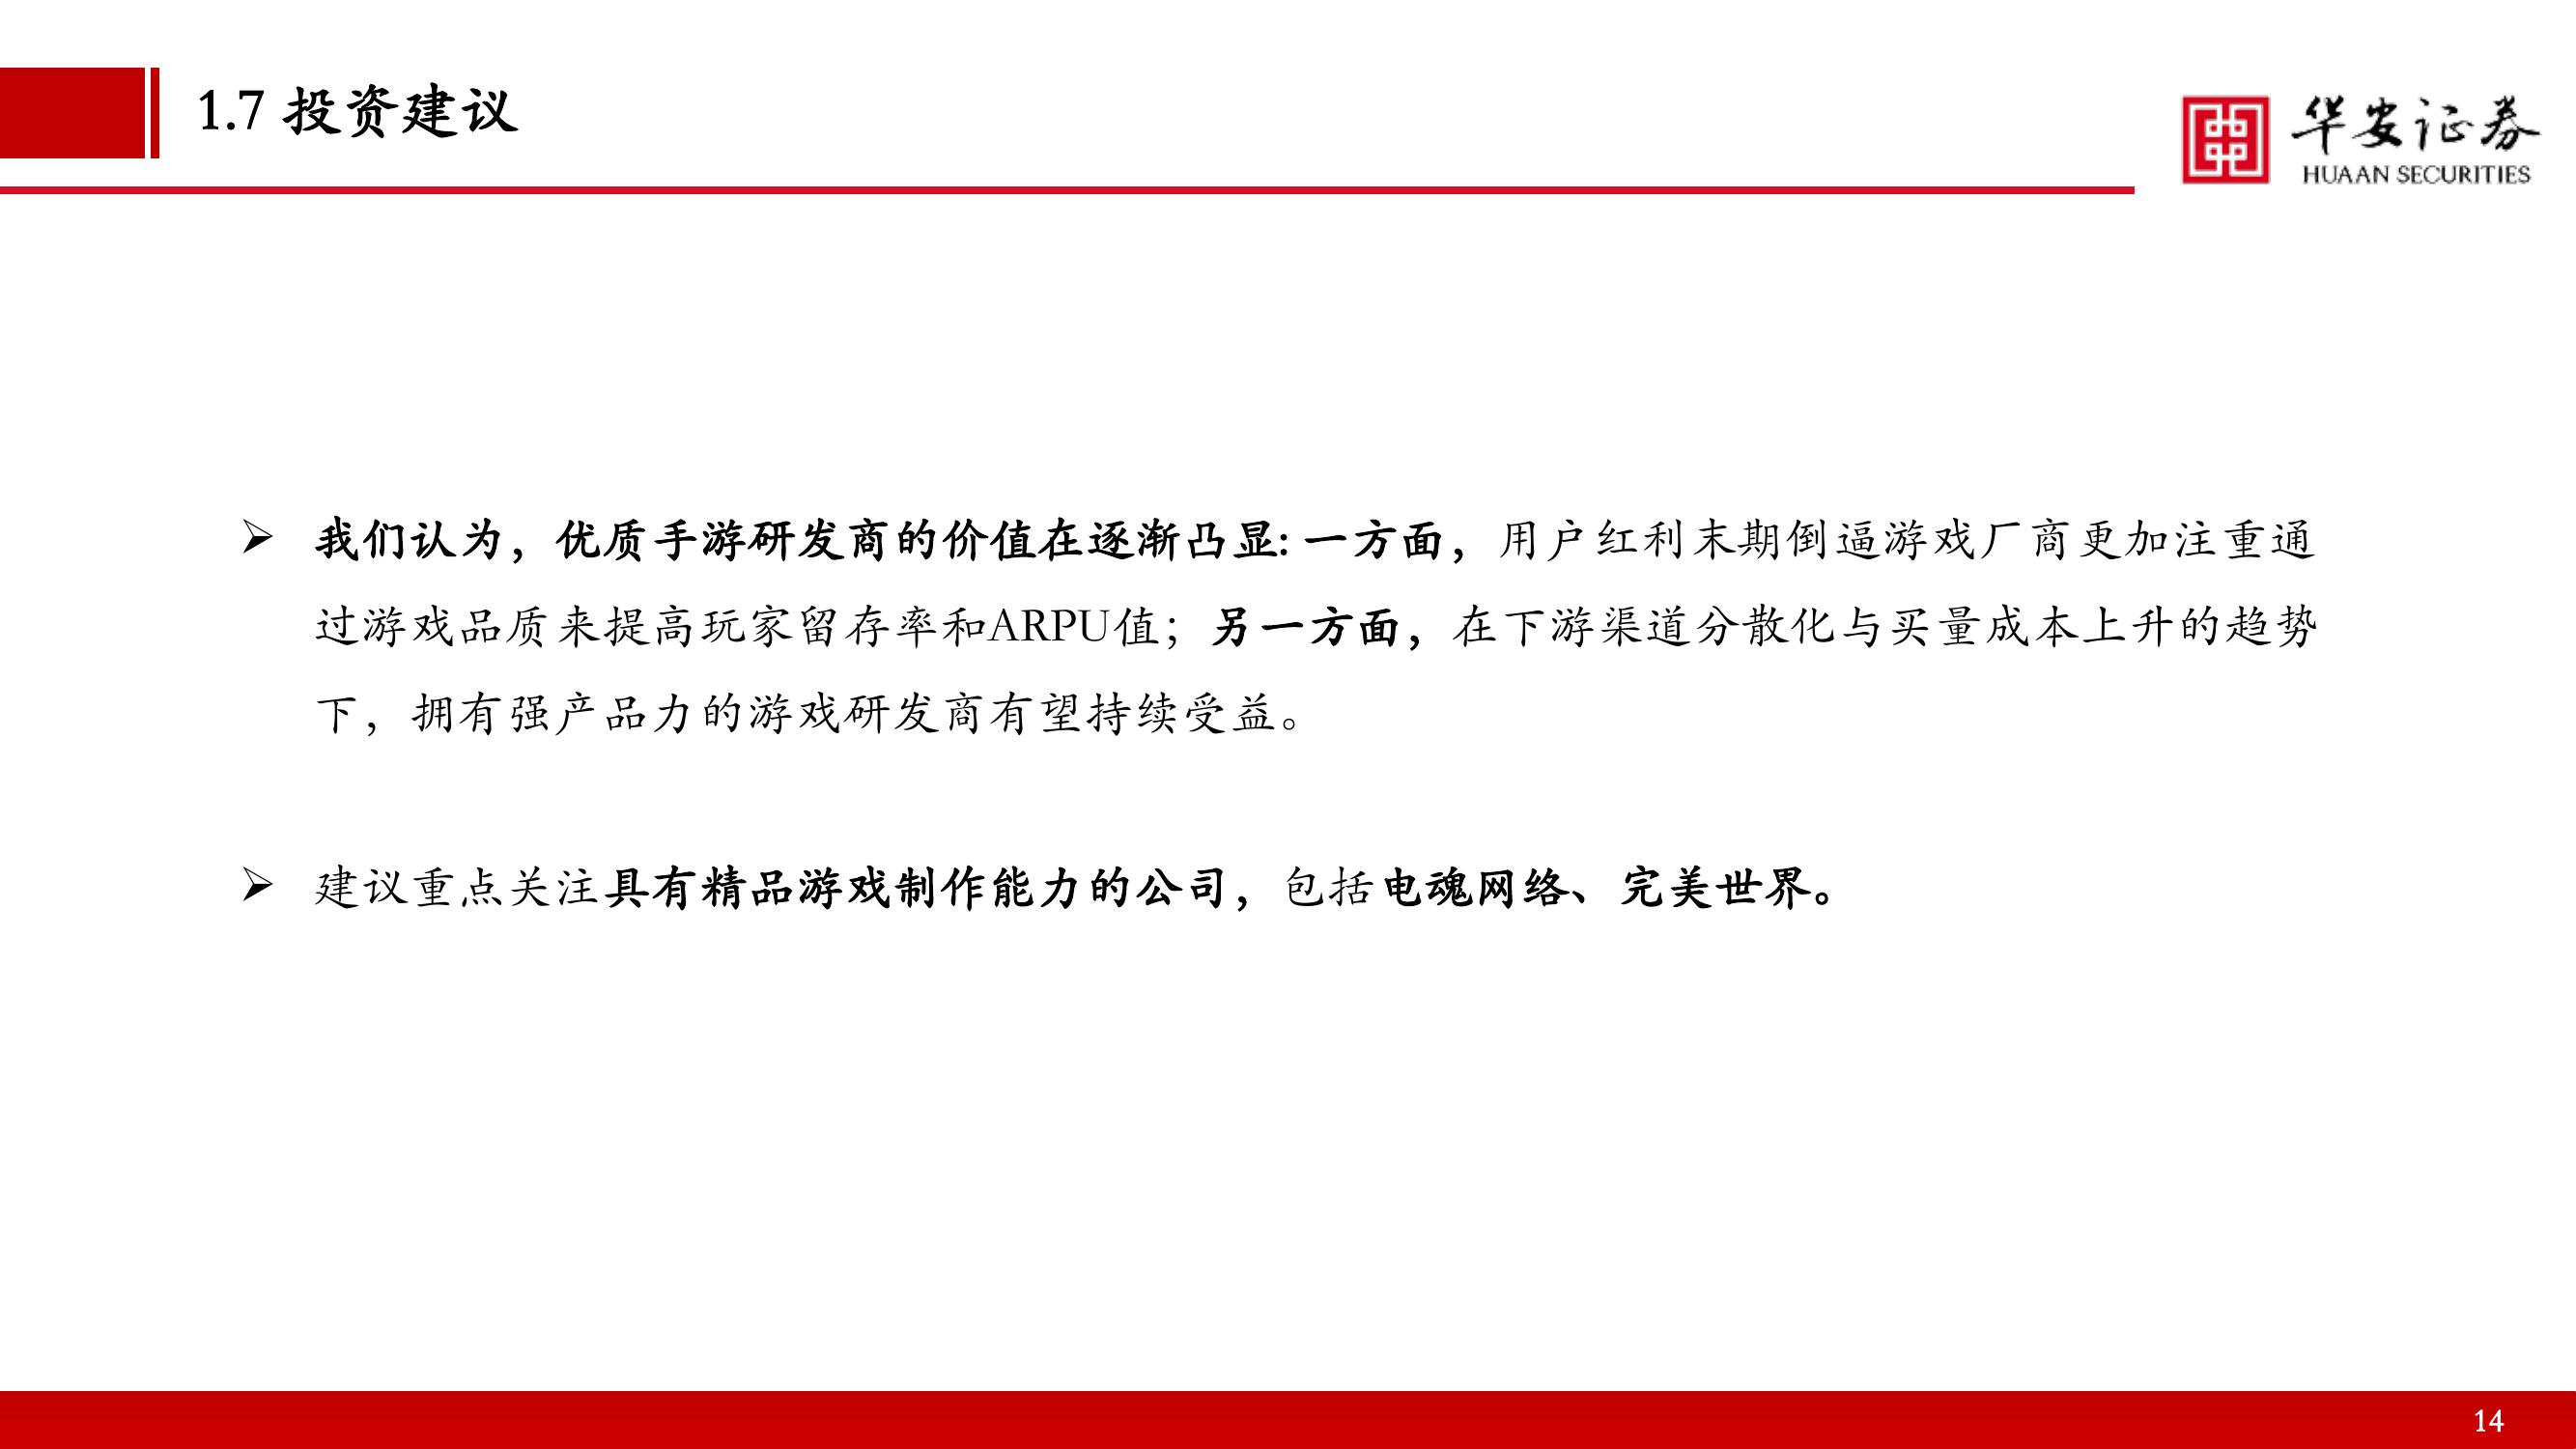 1.7 投资建议
华安证券
HUAAN SECURITIES
➢ 我们认为，优质手游研发商的价值在逐渐凸显: 一方面，用户红利末期倒逼游戏厂商更加注重通
过游戏品质来提高玩家留存率和ARPU值；另一方面，在下游渠道分散化与买量成本上升的趋势
下，拥有强产品力的游戏研发商有望持续受益。
➢ 建议重点关注具有精品游戏制作能力的公司，包括电魂网络、完美世界。
14